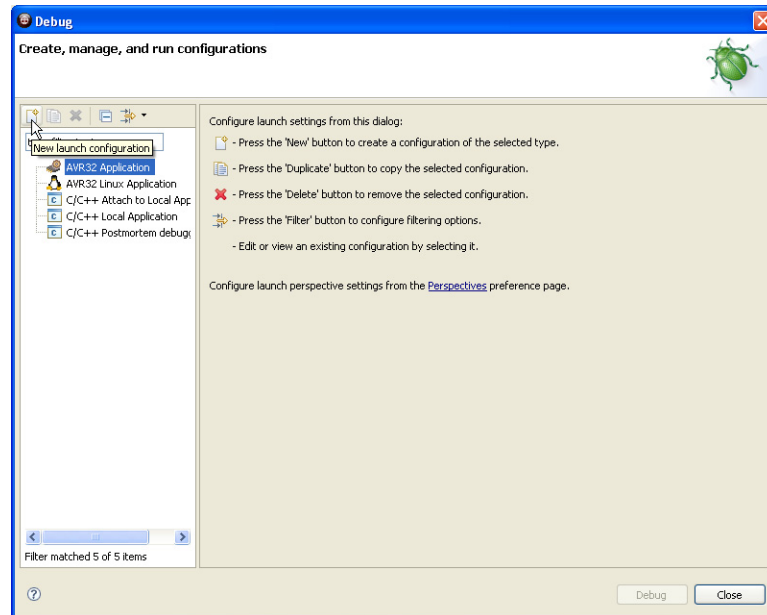 Debug
Create, manage, and run configurations
New launch configuration
AVR32 Application
AVR32 Linux Application
C/C++ Attach to Local App
C/C++ Local Application
C/C++ Postmortem debug
Filter matched 5 of 5 items
Configure launch settings from this dialog:
- Press the 'New' button to create a configuration of the selected type.
- Press the 'Duplicate' button to copy the selected configuration.
- Press the 'Delete' button to remove the selected configuration.
- Press the 'Filter' button to configure filtering options.
- Edit or view an existing configuration by selecting it.
Configure launch perspective settings from the Perspectives preference page.
Debug
Close